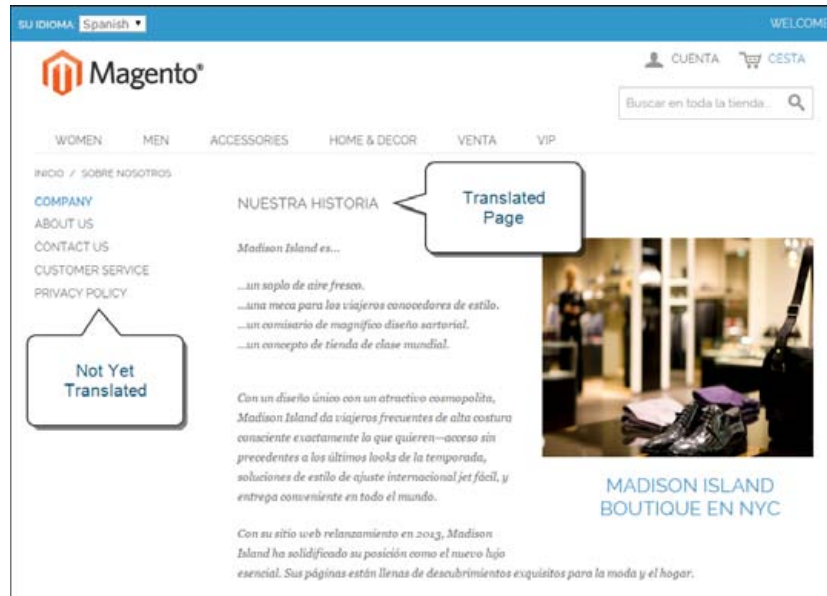 SU IDIOMA: Spanish
WELCOME
Magento®
CUENTA CESTA
Buscar en toda la tienda...
WOMEN MEN ACCESSORIES HOME & DECOR VENTA VIP
INICIO / SOBRE NOSOTROS
COMPANY
ABOUT US
CONTACT US
CUSTOMER SERVICE
PRIVACY POLICY
Not Yet
Translated
NUESTRA HISTORIA
Translated
Page
Madison Island es...
...un soplo de aire fresco.
...una meca para los viajeros conocedores de estilo.
...un comisario de magnífico diseño sartorial.
...un concepto de tienda de clase mundial.
Con un diseño único con un atractivo cosmopolita,
Madison Island da viajeros frecuentes de alta costura
consciente exactamente lo que quieren—acceso sin
precedentes a los últimos looks de la temporada,
soluciones de estilo de ajuste internacional jet fácil, y
entrega conveniente en todo el mundo.
Con su sitio web relanzamiento en 2013, Madison
Island ha solidificado su posición como el nuevo lujo
esencial. Sus páginas están llenas de descubrimientos exquisitos para la moda y el hogar.
MADISON ISLAND
BOUTIQUE EN NYC